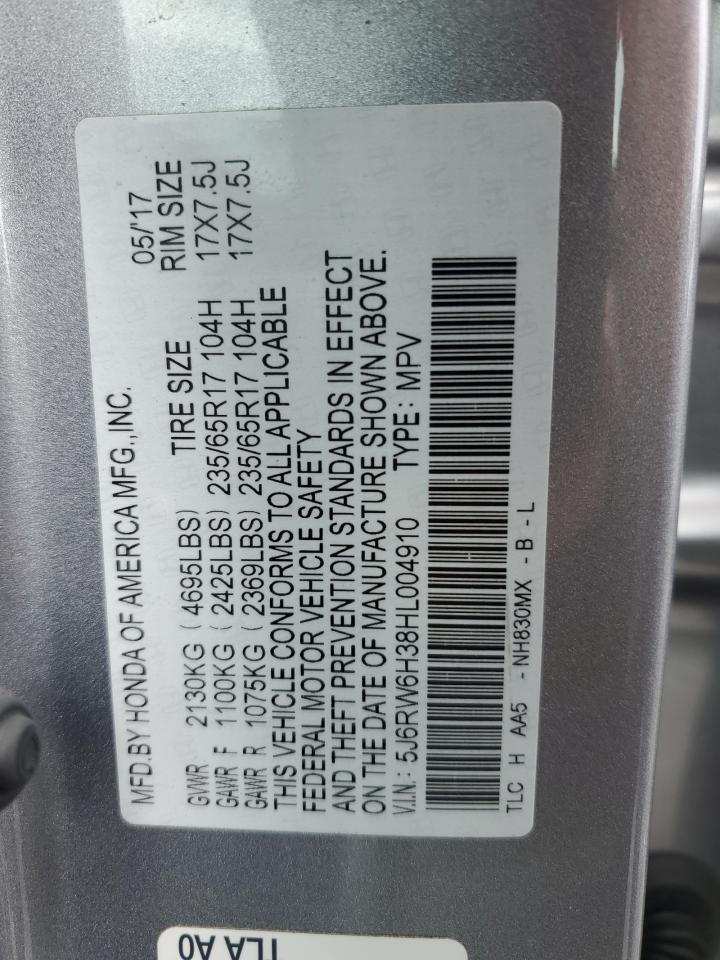 MFD.BY HONDA OF AMERICA MFG.,INC.
05/'17
TIRE SIZE RIM SIZE
GVWR 2130KG (4695LBS)
GAWR F 1100KG (2425LBS) 235/65R17 104H 17X7.5J
GAWR R 1075KG (2369LBS) 235/65R17 104H 17X7.5J
THIS VEHICLE CONFORMS TO ALL APPLICABLE
FEDERAL MOTOR VEHICLE SAFETY
AND THEFT PREVENTION STANDARDS IN EFFECT
ON THE DATE OF MANUFACTURE SHOWN ABOVE.
V.I.N.: 5J6RW6H38HL004910 TYPE: MPV
TLC H AA5 -NH830MX -B-L
TLA A0